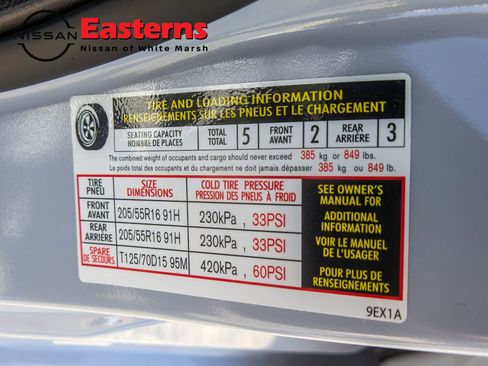 NISSAN Easterns
Nissan of White Marsh
TIRE AND LOADING INFORMATION
RENSEIGNEMENTS SUR LES PNEUS ET LE CHARGEMENT
SEATING CAPACITY TOTAL 5 FRONT 2 REAR 3
NOMBRE DE PLACES TOTAL AVANT ARRIÈRE
The combined weight of occupants and cargo should never exceed 385 kg or 849 lbs.
Le poids total des occupants et du chargement ne doit jamais dépasser 385 kg ou 849 lb.
TIRE SIZE COLD TIRE PRESSURE
PNEU DIMENSIONS PRESSION DES PNEUS À FROID
FRONT
AVANT 205/55R16 91H 230kPa , 33PSI
REAR
ARRIÈRE 205/55R16 91H 230kPa , 33PSI
SPARE
DE SECOURS T125/70D15 95M 420kPa , 60PSI
SEE OWNER'S
MANUAL FOR
ADDITIONAL
INFORMATION
VOIR LE MANUEL
DE L'USAGER
POUR PLUS DE
RENSEIGNEMENTS
9EX1A